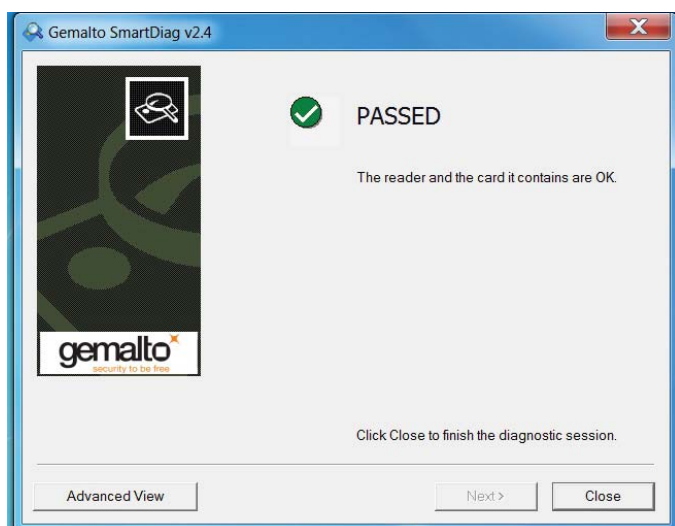 Gemalto SmartDiag v2.4
PASSED
The reader and the card it contains are OK.
gemalto
security to be free
Click Close to finish the diagnostic session.
Advanced View
Next >
Close